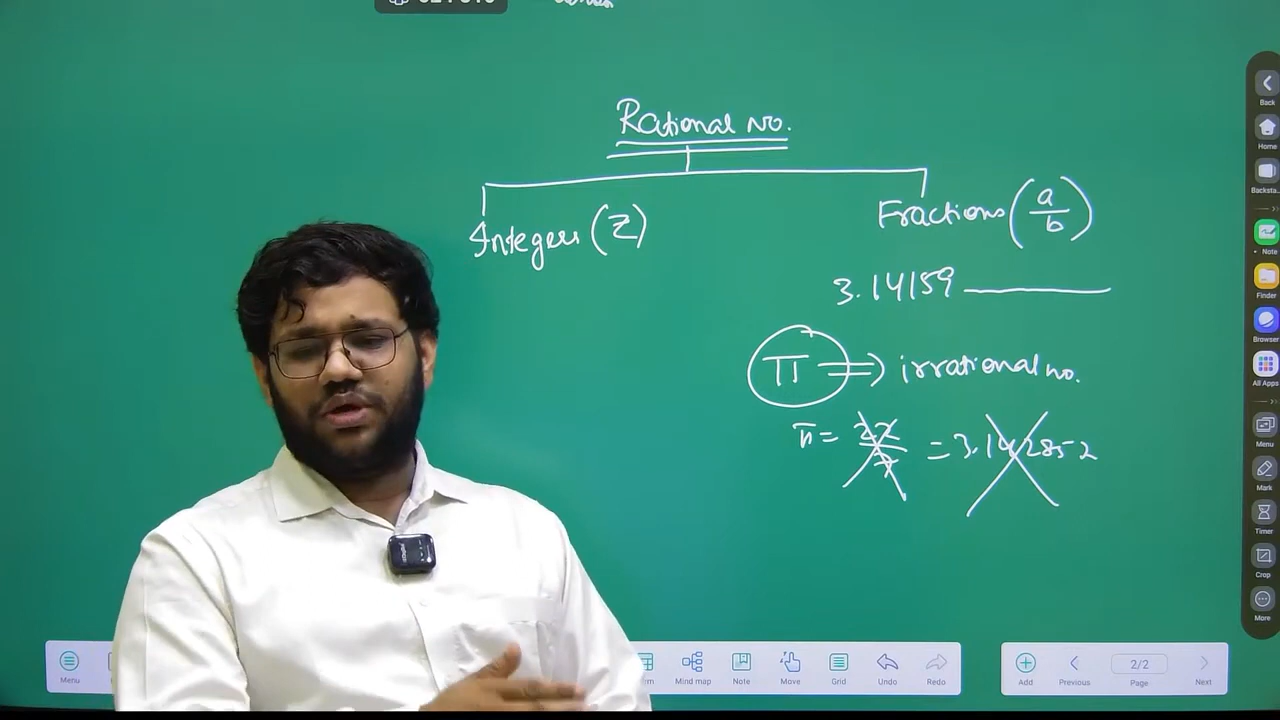 Rational No.
Integers (Z)
Fractions (a/b)
3.14159
π => irrational no.
π = 22/7 = 3.142852
Back
Home
Backsta..
Note
Finder
Browser
All Apps
Menu
Mark
Timer
Crop
More
Menu
Mind map
Note
Move
Grid
Undo
Redo
Add
Previous
2/2
Page
Next